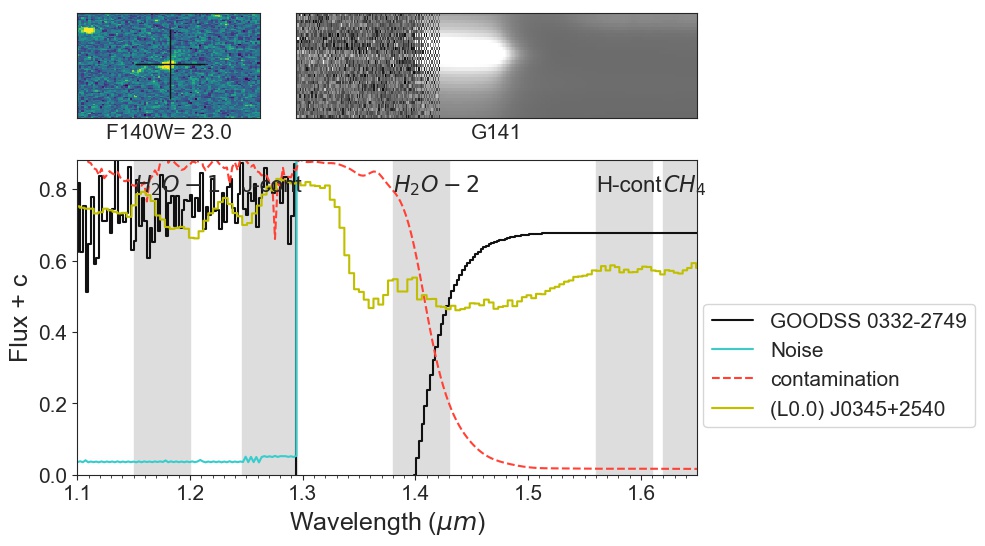 F140W= 23.0
G141
H₂O − 1 J-cont H₂O − 2 H-cont CH₄
0.8
0.6
0.4
0.2
0.0
Flux + c
1.1 1.2 1.3 1.4 1.5 1.6
Wavelength (μm)
GOODSS 0332-2749
Noise
contamination
(L0.0) J0345+2540